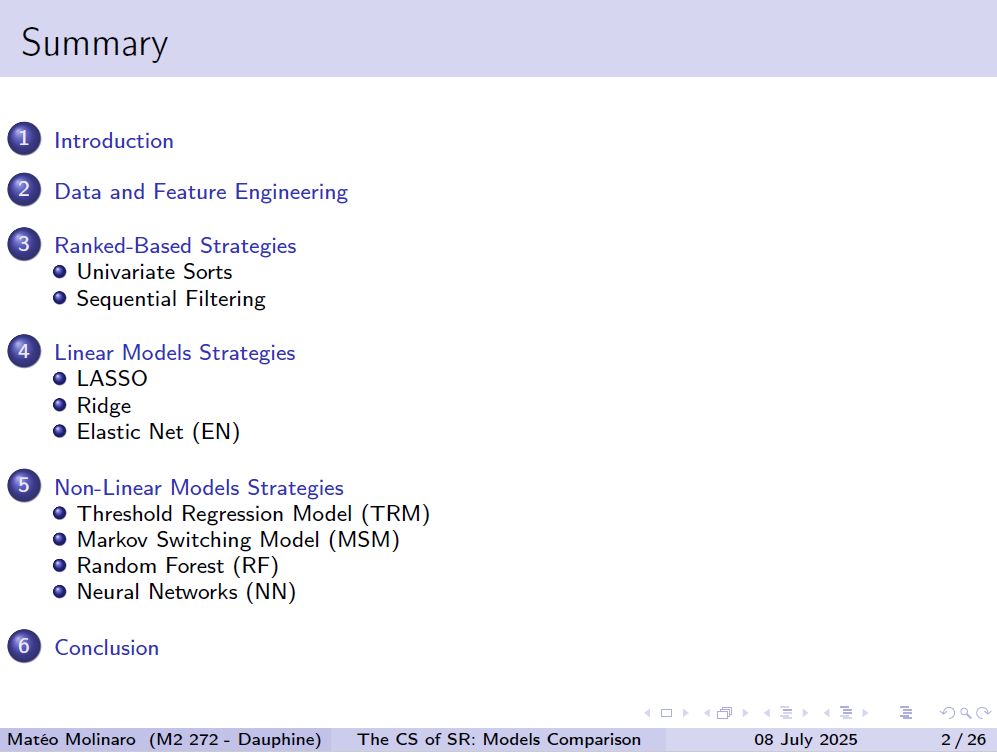 Summary
1 Introduction
2 Data and Feature Engineering
3 Ranked-Based Strategies
Univariate Sorts
Sequential Filtering
4 Linear Models Strategies
LASSO
Ridge
Elastic Net (EN)
5 Non-Linear Models Strategies
Threshold Regression Model (TRM)
Markov Switching Model (MSM)
Random Forest (RF)
Neural Networks (NN)
6 Conclusion
Matéo Molinaro (M2 272 - Dauphine) The CS of SR: Models Comparison 08 July 2025 2 / 26